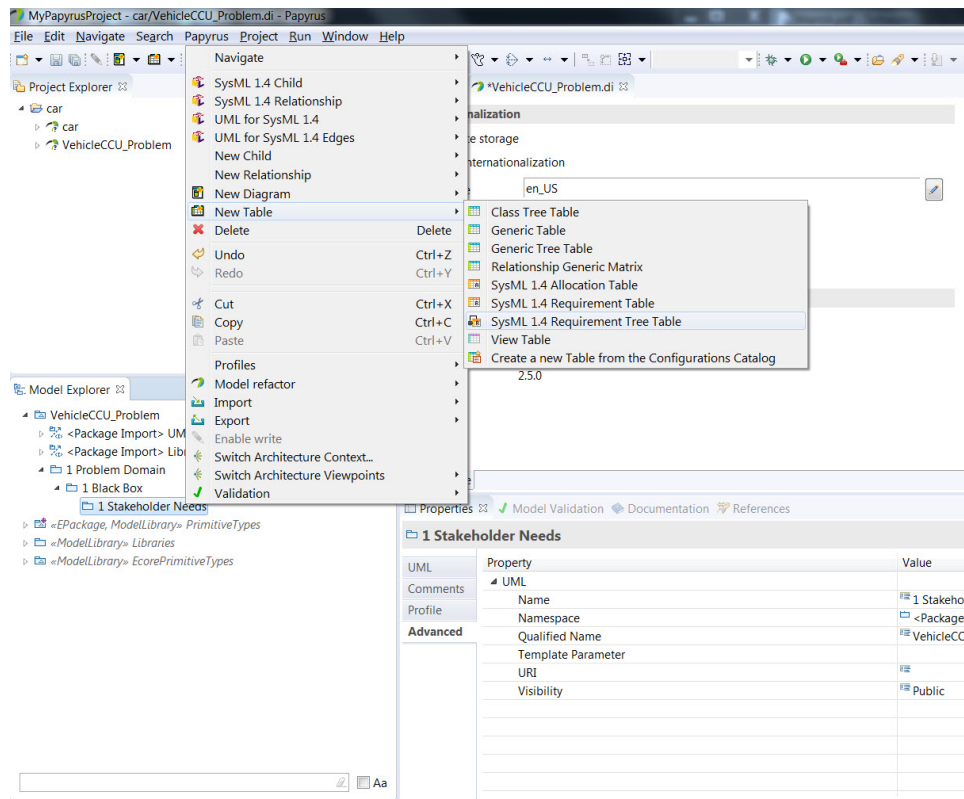 MyPapyrusProject - car/VehicleCCU_Problem.di - Papyrus
File Edit Navigate Search Papyrus Project Run Window Help
Project Explorer
car
car
VehicleCCU_Problem
Navigate
SysML 1.4 Child
SysML 1.4 Relationship
UML for SysML 1.4
UML for SysML 1.4 Edges
New Child
New Relationship
New Diagram
New Table
Delete Delete
Undo Ctrl+Z
Redo Ctrl+Y
Cut Ctrl+X
Copy Ctrl+C
Paste Ctrl+V
Profiles
Model refactor
Import
Export
Enable write
Switch Architecture Context...
Switch Architecture Viewpoints
Validation
*VehicleCCU_Problem.di
nalization
e storage
nternationalization
en_US
Class Tree Table
Generic Table
Generic Tree Table
Relationship Generic Matrix
SysML 1.4 Allocation Table
SysML 1.4 Requirement Table
SysML 1.4 Requirement Tree Table
View Table
Create a new Table from the Configurations Catalog
2.5.0
Model Explorer
VehicleCCU_Problem
<Package Import> UM
<Package Import> Libr
1 Problem Domain
1 Black Box
1 Stakeholder Needs
«EPackage, ModelLibrary» PrimitiveTypes
«ModelLibrary» Libraries
«ModelLibrary» EcorePrimitiveTypes
Aa
Properties Model Validation Documentation References
1 Stakeholder Needs
UML
Comments
Profile
Advanced
Property Value
UML
Name 1 Stakeho
Namespace <Package
Qualified Name VehicleCC
Template Parameter
URI
Visibility Public